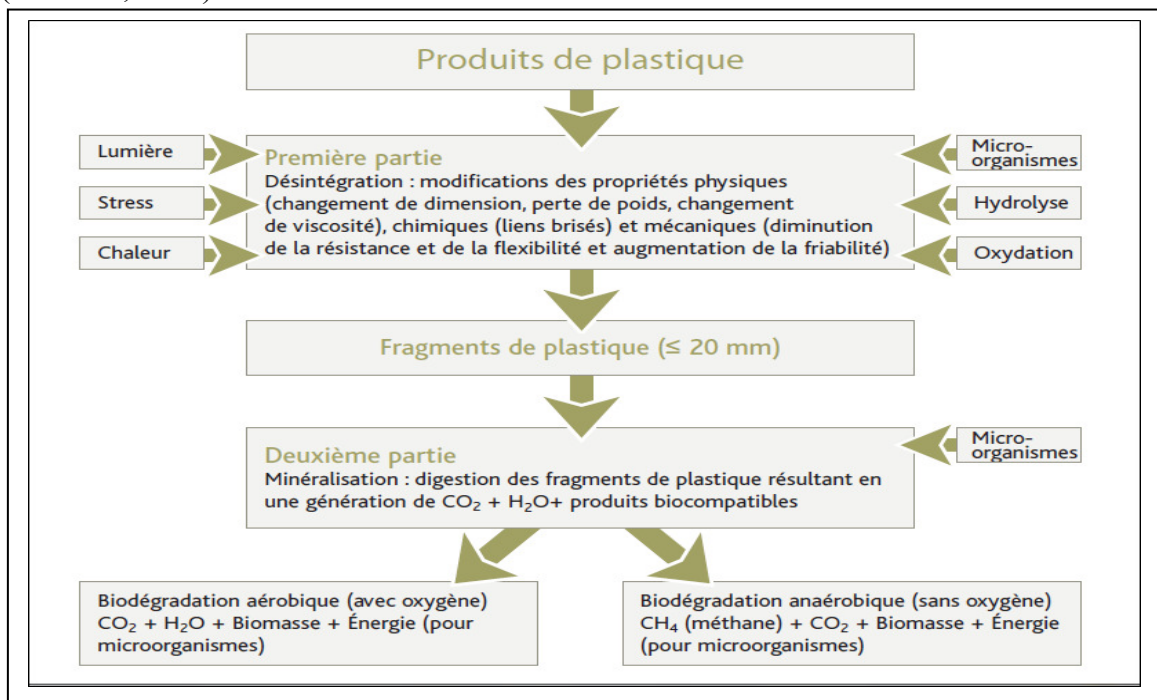 Produits de plastique
Lumière
Stress
Chaleur
Première partie
Désintégration : modifications des propriétés physiques
(changement de dimension, perte de poids, changement
de viscosité), chimiques (liens brisés) et mécaniques (diminution
de la résistance et de la flexibilité et augmentation de la friabilité)
Micro-
organismes
Hydrolyse
Oxydation
Fragments de plastique (≤ 20 mm)
Deuxième partie
Minéralisation : digestion des fragments de plastique résultant en
une génération de CO₂ + H₂O+ produits biocompatibles
Micro-
organismes
Biodégradation aérobique (avec oxygène)
CO₂ + H₂O + Biomasse + Énergie (pour
microorganismes)
Biodégradation anaérobique (sans oxygène)
CH₄ (méthane) + CO₂ + Biomasse + Énergie
(pour microorganismes)